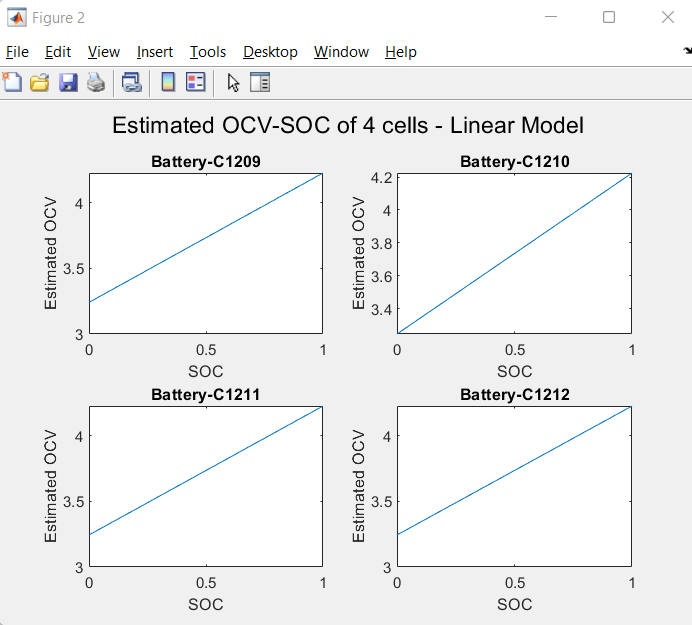 Figure 2
File Edit View Insert Tools Desktop Window Help
Estimated OCV-SOC of 4 cells - Linear Model
Battery-C1209
Estimated OCV
4
3.5
3
0 0.5 1
SOC
Battery-C1210
Estimated OCV
4.2
4
3.8
3.6
3.4
0 0.5 1
SOC
Battery-C1211
Estimated OCV
4
3.5
3
0 0.5 1
SOC
Battery-C1212
Estimated OCV
4
3.5
3
0 0.5 1
SOC